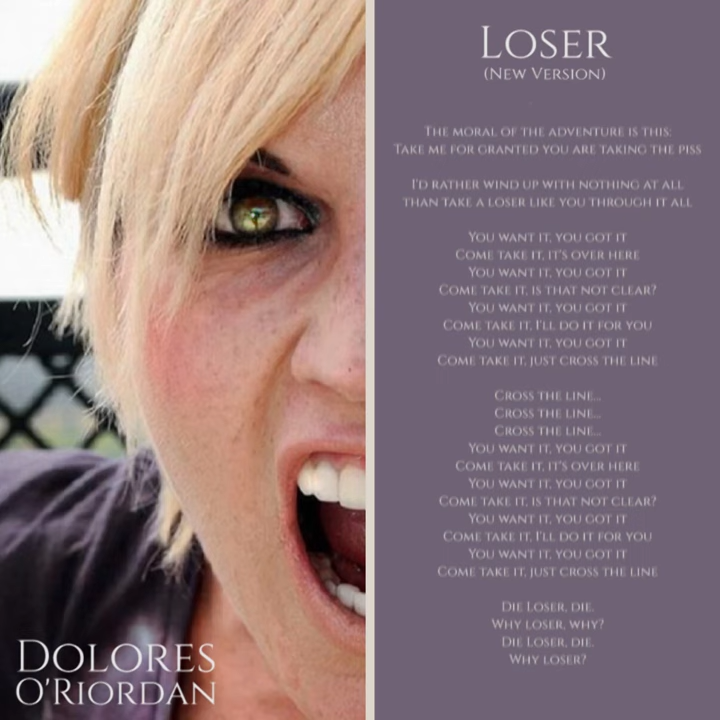 DOLORES
O'RIORDAN
LOSER
(NEW VERSION)
THE MORAL OF THE ADVENTURE IS THIS:
TAKE ME FOR GRANTED YOU ARE TAKING THE PISS
I'D RATHER WIND UP WITH NOTHING AT ALL
THAN TAKE A LOSER LIKE YOU THROUGH IT ALL
YOU WANT IT, YOU GOT IT
COME TAKE IT, IT'S OVER HERE
YOU WANT IT, YOU GOT IT
COME TAKE IT, IS THAT NOT CLEAR?
YOU WANT IT, YOU GOT IT
COME TAKE IT, I'LL DO IT FOR YOU
YOU WANT IT, YOU GOT IT
COME TAKE IT, JUST CROSS THE LINE
CROSS THE LINE...
CROSS THE LINE...
CROSS THE LINE...
YOU WANT IT, YOU GOT IT
COME TAKE IT, IT'S OVER HERE
YOU WANT IT, YOU GOT IT
COME TAKE IT, IS THAT NOT CLEAR?
YOU WANT IT, YOU GOT IT
COME TAKE IT, I'LL DO IT FOR YOU
YOU WANT IT, YOU GOT IT
COME TAKE IT, JUST CROSS THE LINE
DIE LOSER, DIE.
WHY LOSER, WHY?
DIE LOSER, DIE.
WHY LOSER?